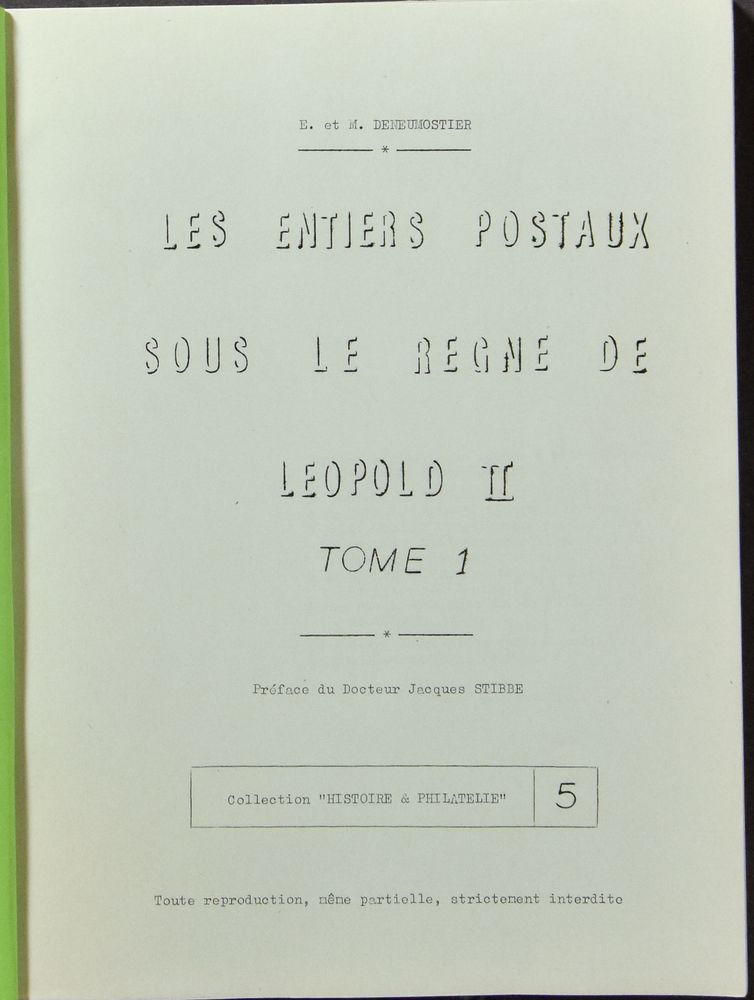 E. et M. DENEUMOSTIER
*
LES ENTIERS POSTAUX
SOUS LE REGNE DE
LEOPOLD II
TOME 1
*
Préface du Docteur Jacques STIBBE
Collection "HISTOIRE & PHILATELIE" 5
Toute reproduction, même partielle, strictement interdite